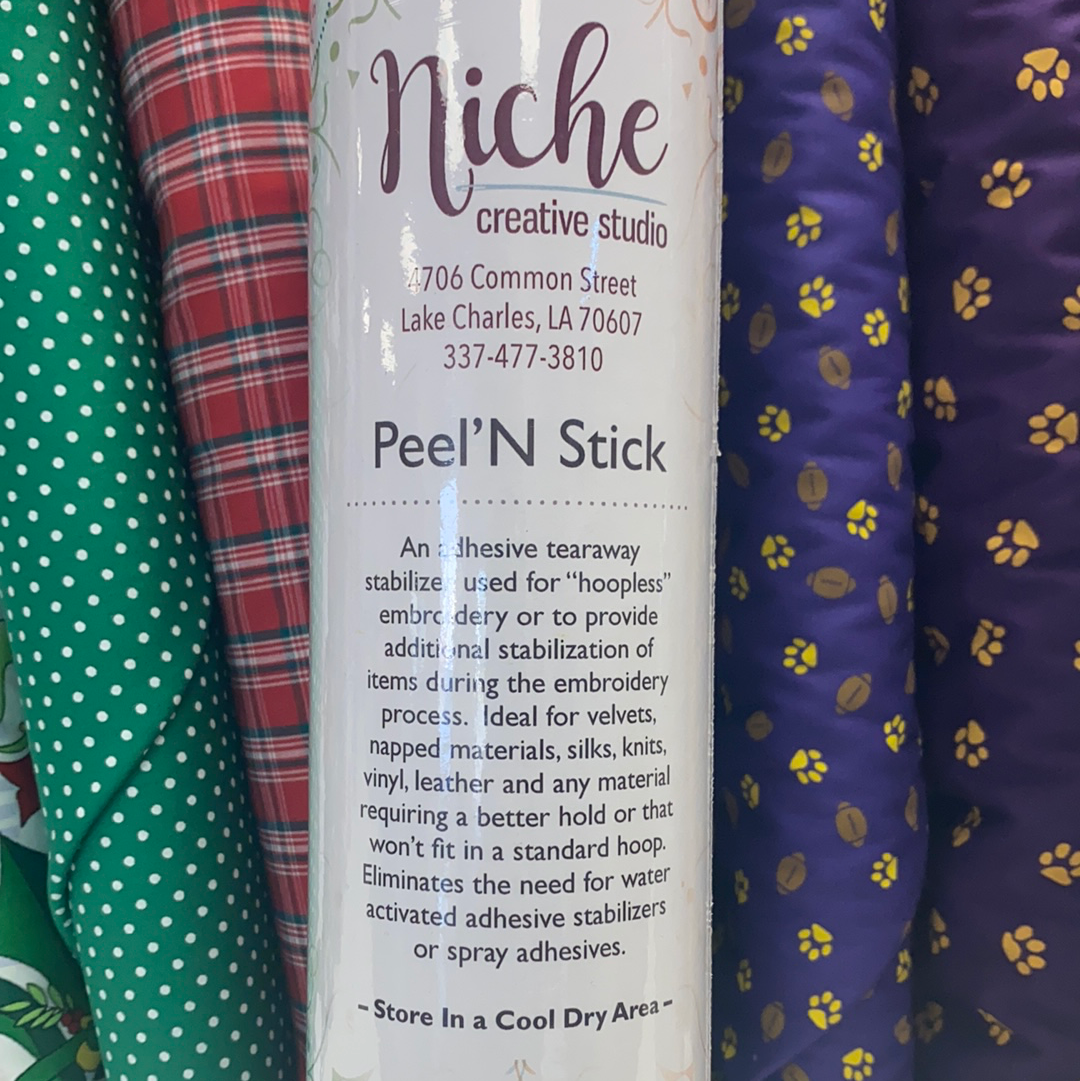 Niche
creative studio
4706 Common Street
Lake Charles, LA 70607
337-477-3810
Peel'N Stick
An adhesive tearaway
stabilizer used for "hoopless"
embroidery or to provide
additional stabilization of
items during the embroidery
process. Ideal for velvets,
napped materials, silks, knits,
vinyl, leather and any material
requiring a better hold or that
won't fit in a standard hoop.
Eliminates the need for water
activated adhesive stabilizers
or spray adhesives.
- Store In a Cool Dry Area -